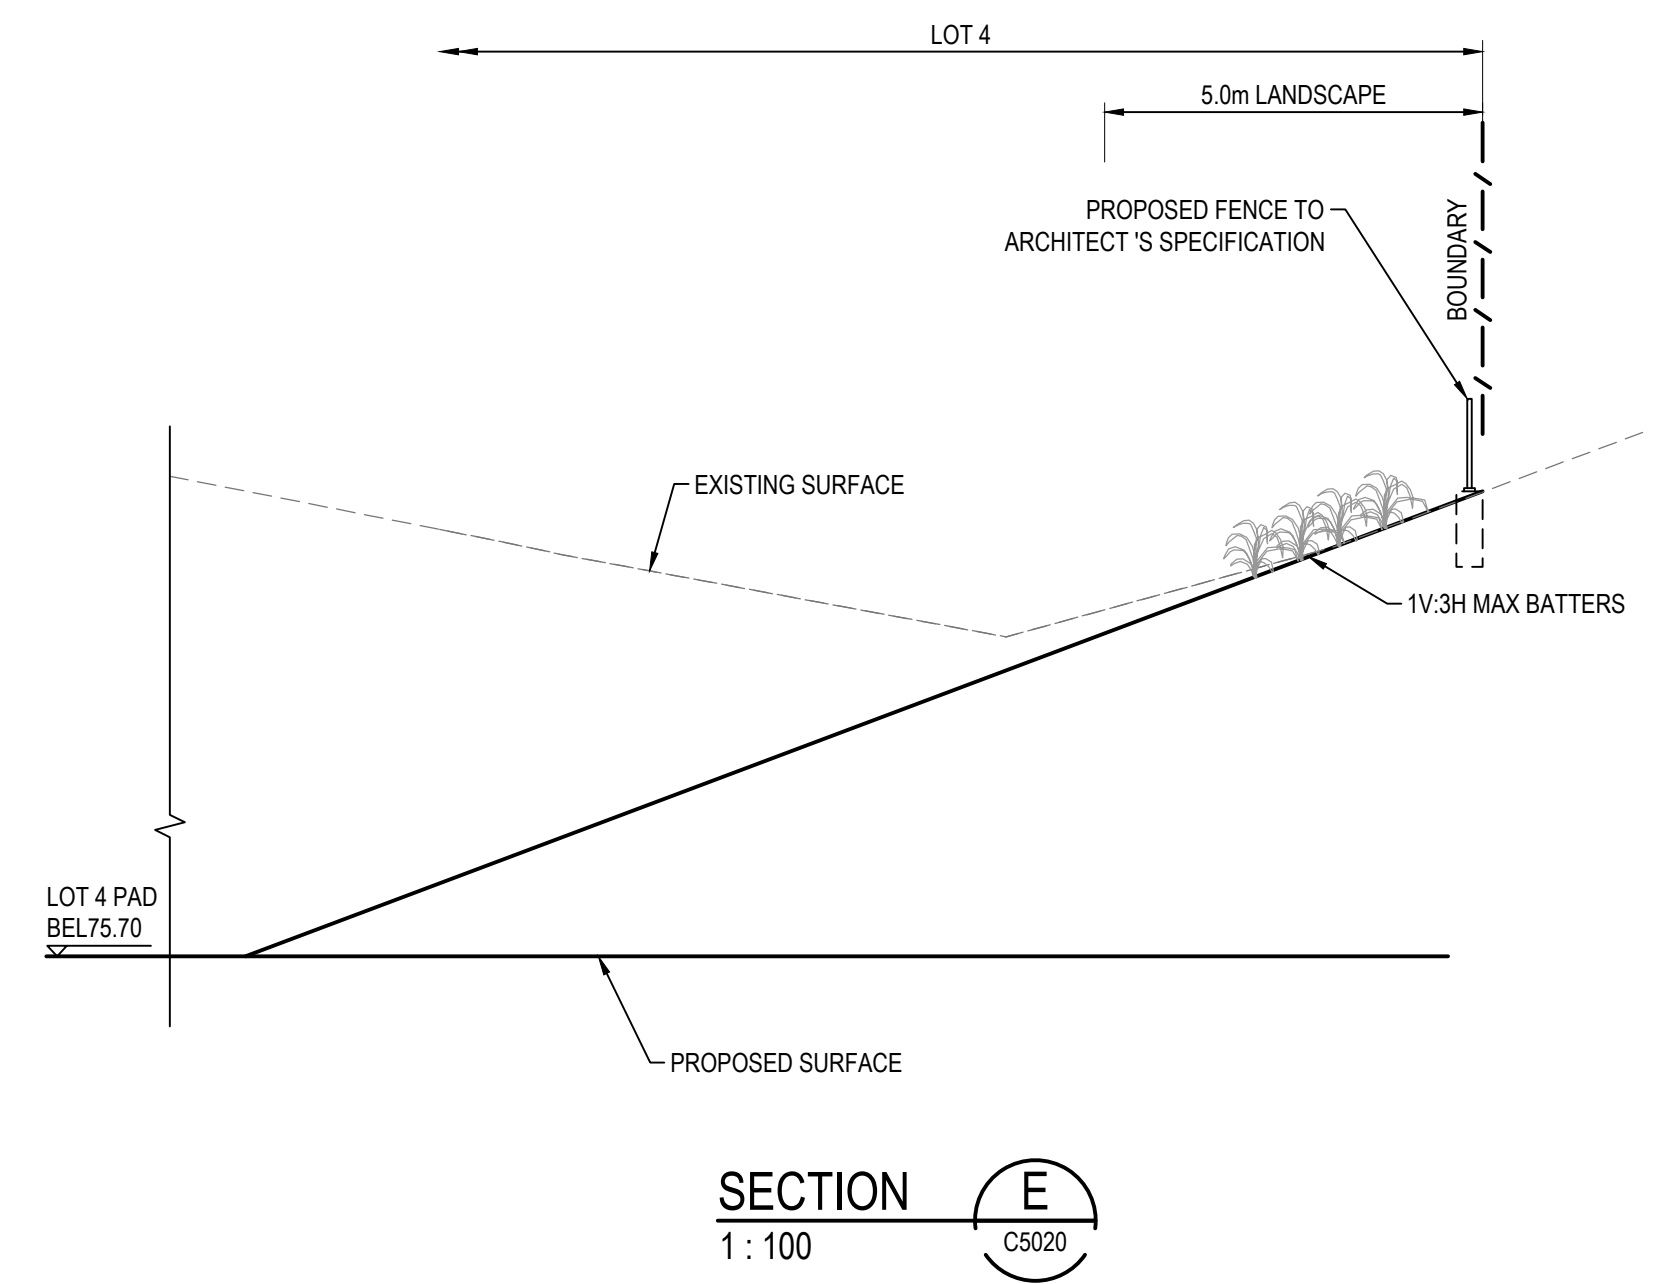 LOT 4
5.0m LANDSCAPE
PROPOSED FENCE TO
ARCHITECT 'S SPECIFICATION
BOUNDARY
EXISTING SURFACE
1V:3H MAX BATTERS
LOT 4 PAD
BEL75.70
PROPOSED SURFACE
SECTION
E
1 : 100
C5020